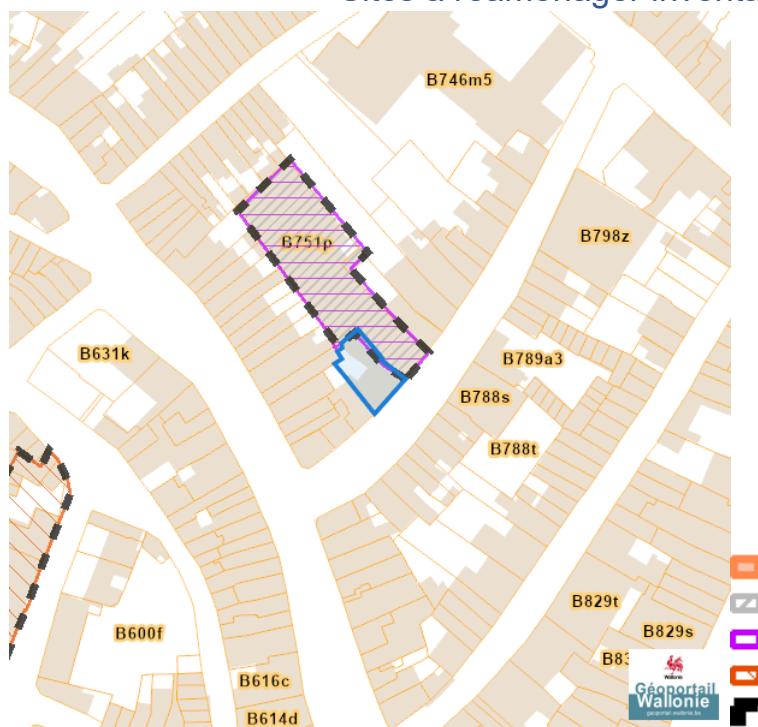 B746m5
B751p
B798z
B631k
B789a3
B788s
B788t
B829t
B829s
B600f
B616c
B614d
Wallonie
Géoportail
Wallonie
geoportail.wallonie.be